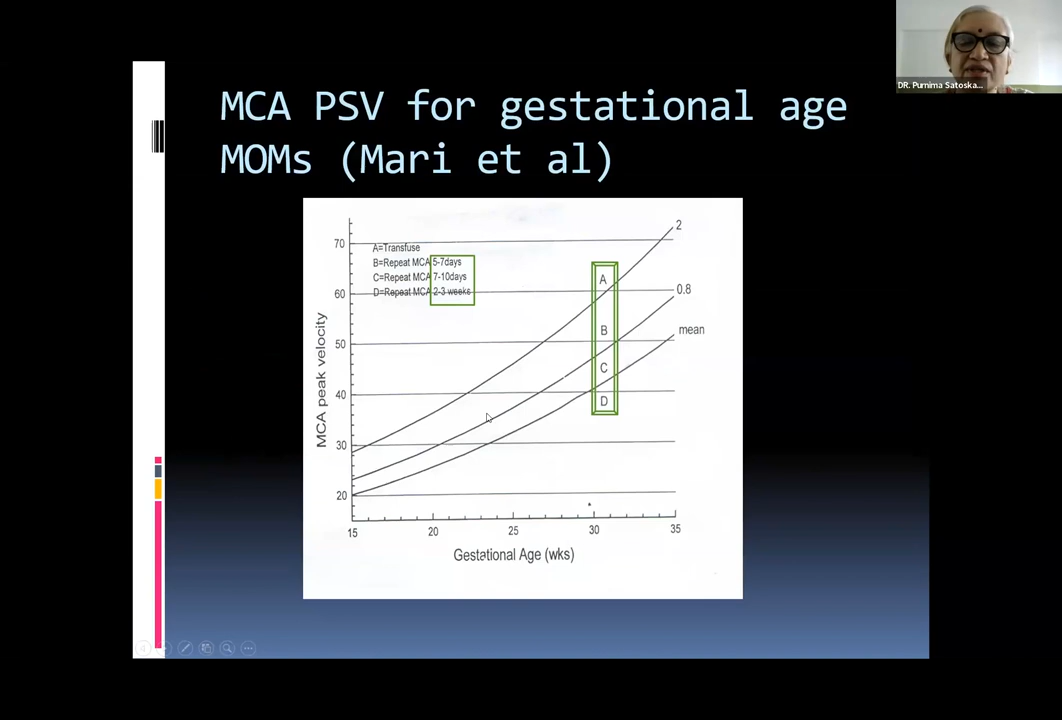 MCA PSV for gestational age
MOMs (Mari et al)
DR. Purnima Satoska...
A=Transfuse
B=Repeat MCA 5-7days
C=Repeat MCA 7-10days
D=Repeat MCA 2-3 weeks
MCA peak velocity
70
60
50
40
30
20
2
0.8
mean
A
B
C
D
15
20
25
30
35
Gestational Age (wks)